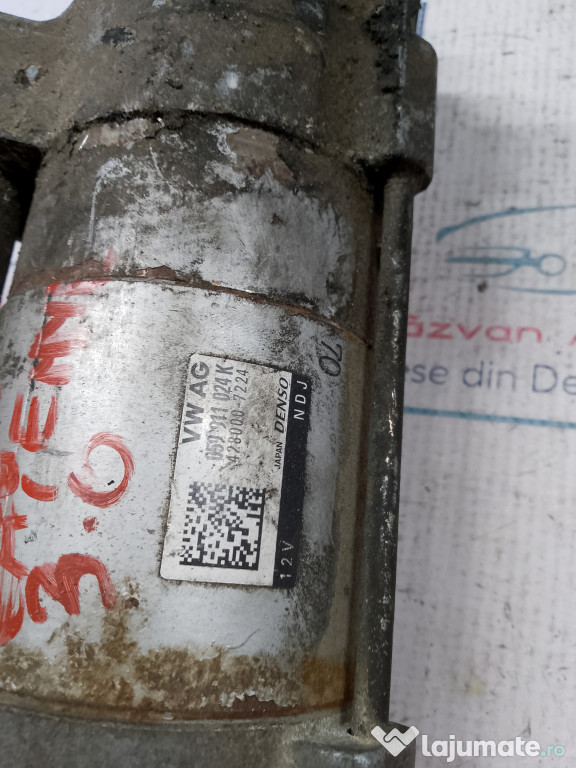 VW AG
059 911 024 K
428000-7224
JAPAN DENSO
12V NDJ
70
3.0
ăzvan. A
ese din De
lajumate.ro